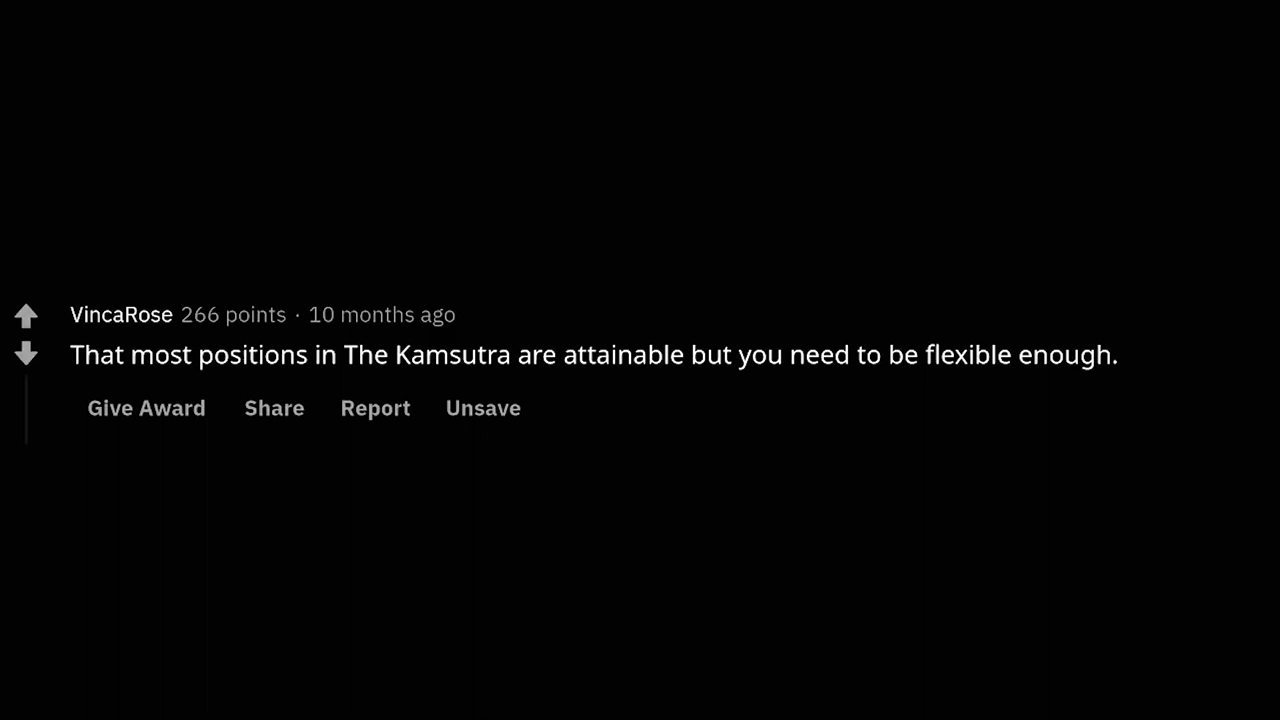 VincaRose 266 points · 10 months ago
That most positions in The Kamsutra are attainable but you need to be flexible enough.
Give Award Share Report Unsave